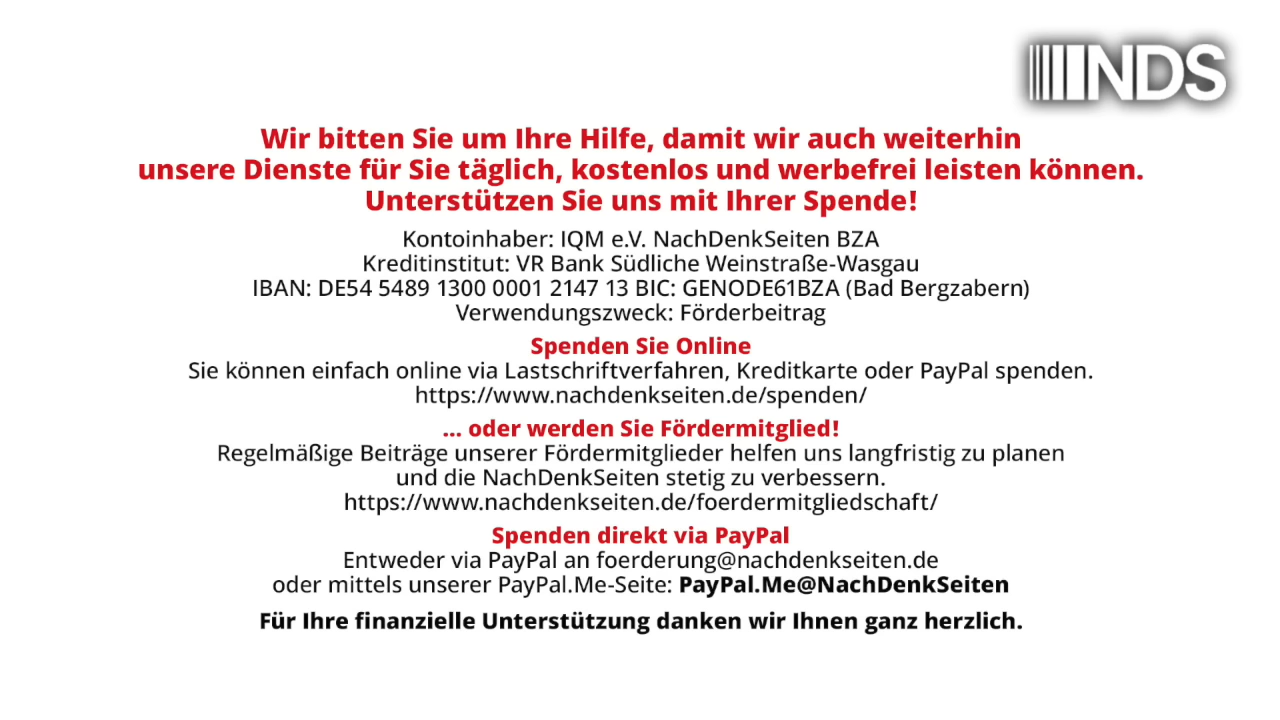 NDS
Wir bitten Sie um Ihre Hilfe, damit wir auch weiterhin
unsere Dienste für Sie täglich, kostenlos und werbefrei leisten können.
Unterstützen Sie uns mit Ihrer Spende!
Kontoinhaber: IQM e.V. NachDenkSeiten BZA
Kreditinstitut: VR Bank Südliche Weinstraße-Wasgau
IBAN: DE54 5489 1300 0001 2147 13 BIC: GENODE61BZA (Bad Bergzabern)
Verwendungszweck: Förderbeitrag
Spenden Sie Online
Sie können einfach online via Lastschriftverfahren, Kreditkarte oder PayPal spenden.
https://www.nachdenkseiten.de/spenden/
... oder werden Sie Fördermitglied!
Regelmäßige Beiträge unserer Fördermitglieder helfen uns langfristig zu planen
und die NachDenkSeiten stetig zu verbessern.
https://www.nachdenkseiten.de/foerdermitgliedschaft/
Spenden direkt via PayPal
Entweder via PayPal an foerderung@nachdenkseiten.de
oder mittels unserer PayPal.Me-Seite: PayPal.Me@NachDenkSeiten
Für Ihre finanzielle Unterstützung danken wir Ihnen ganz herzlich.